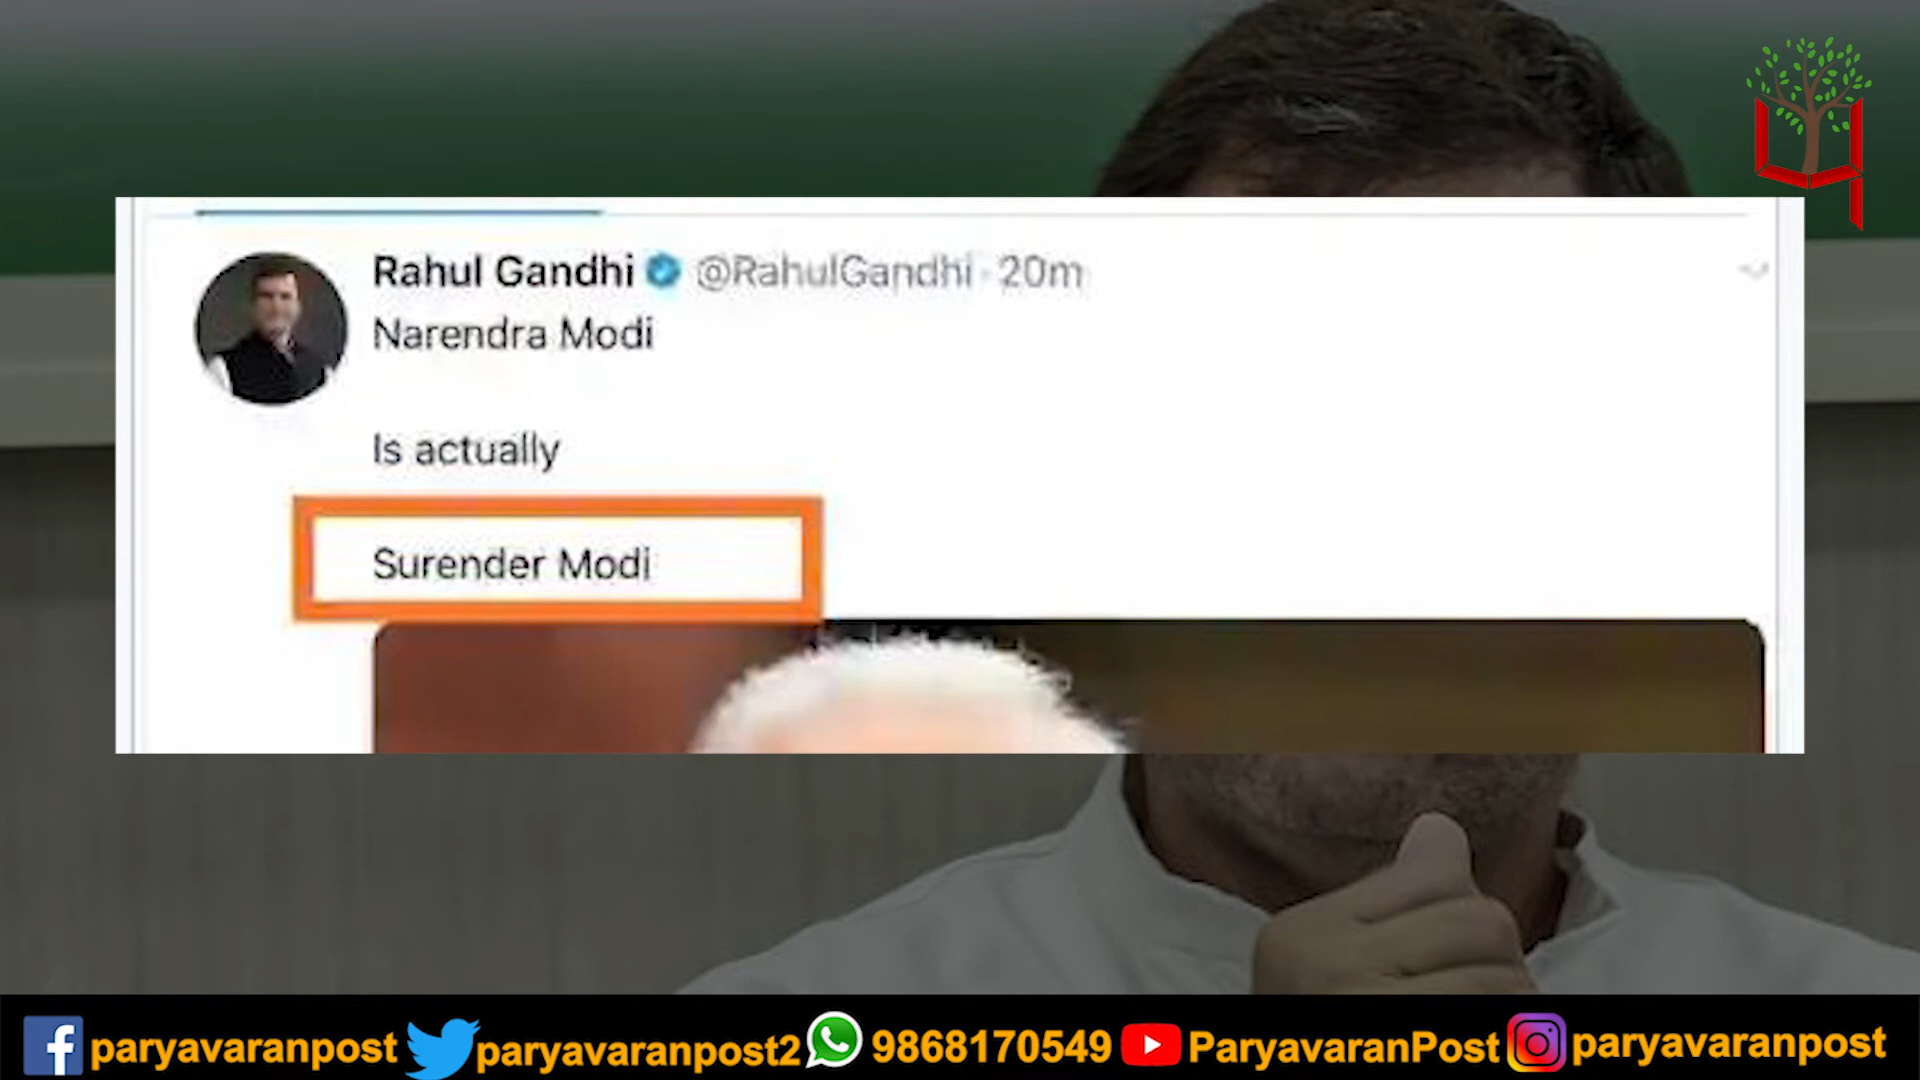 Rahul Gandhi @RahulGandhi · 20m
Narendra Modi
Is actually
Surender Modi
paryavaranpost paryavaranpost2 9868170549 ParyavaranPost paryavaranpost